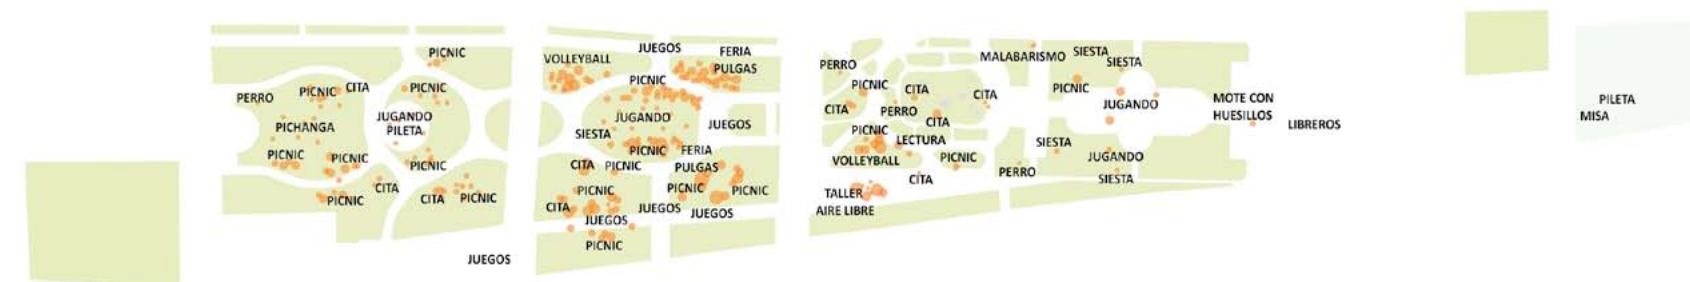 PICNIC
PERRO
PICNIC
CITA
PICNIC
PICHANGA
JUGANDO
PILETA
PICNIC
PICNIC
PICNIC
PICNIC
CITA
CITA
PICNIC
JUEGOS
VOLLEYBALL
JUEGOS
FERIA
PULGAS
PICNIC
JUGANDO
SIESTA
JUEGOS
PICNIC
FERIA
PULGAS
CITA
PICNIC
PICNIC
PICNIC
PICNIC
CITA
JUEGOS
JUEGOS
JUEGOS
PICNIC
PERRO
MALABARISMO
SIESTA
SIESTA
PICNIC
CITA
CITA
PICNIC
CITA
PERRO
CITA
JUGANDO
PICNIC
LECTURA
VOLLEYBALL
PICNIC
SIESTA
JUGANDO
CITA
PERRO
SIESTA
TALLER
AIRE LIBRE
MOTE CON
HUESILLOS
LIBREROS
PILETA
MISA